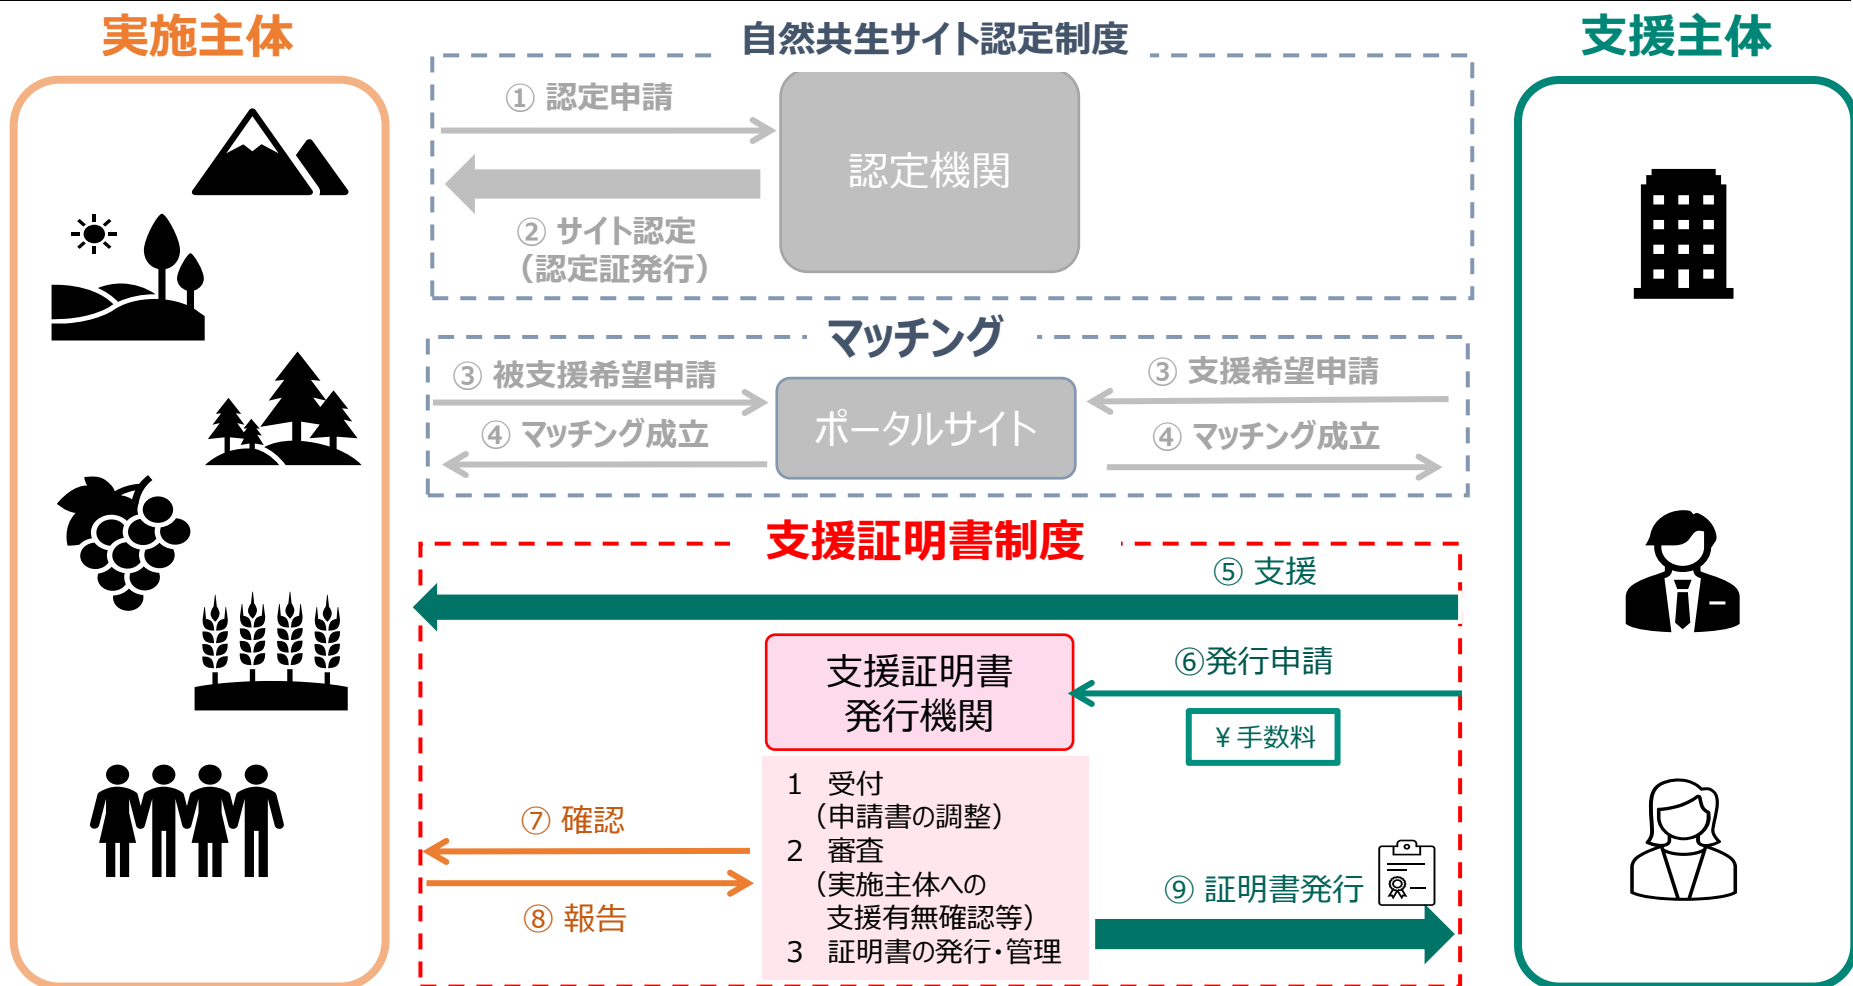 実施主体
自然共生サイト認定制度
支援主体
① 認定申請
認定機関
② サイト認定
（認定証発行）
マッチング
③ 被支援希望申請
③ 支援希望申請
ポータルサイト
④ マッチング成立
④ マッチング成立
支援証明書制度
⑤ 支援
支援証明書
発行機関
⑥発行申請
¥ 手数料
1 受付
（申請書の調整）
2 審査
（実施主体への
支援有無確認等）
3 証明書の発行・管理
⑦ 確認
⑧ 報告
⑨ 証明書発行